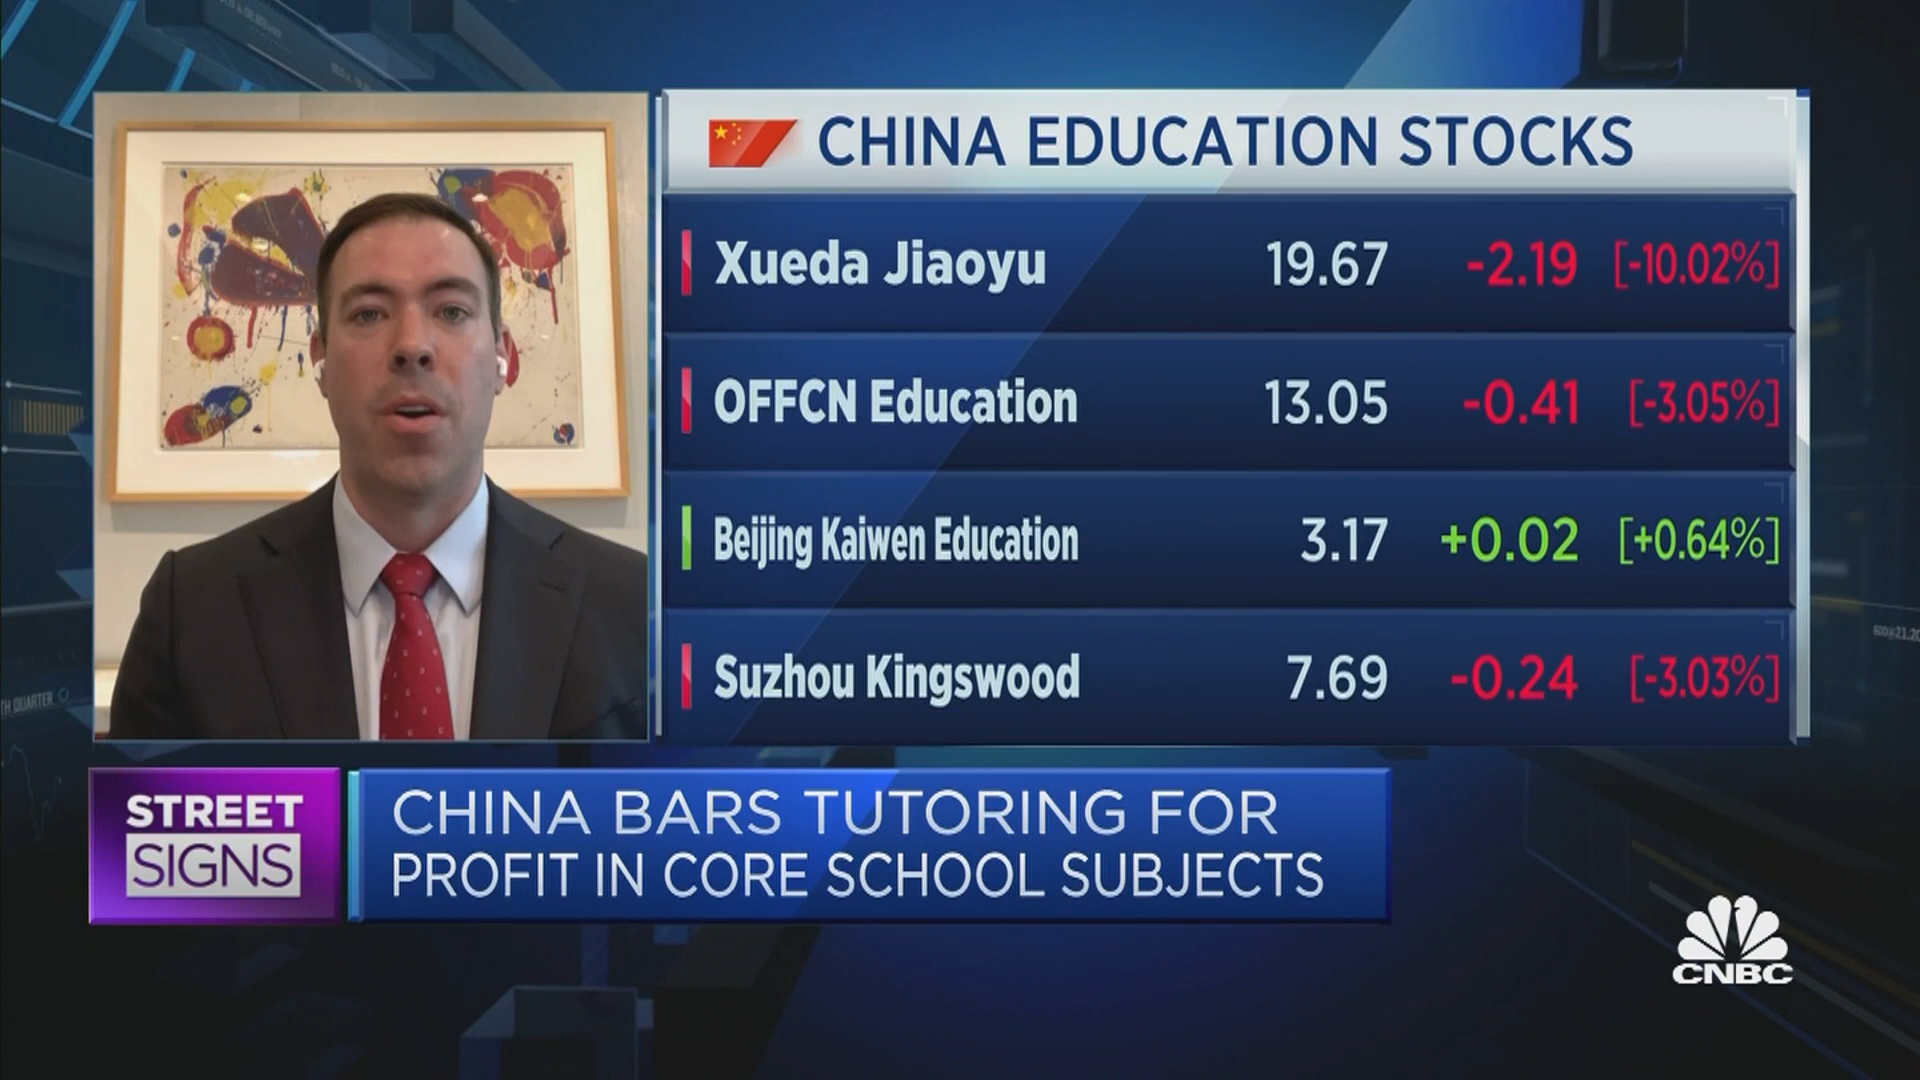 CHINA EDUCATION STOCKS
Xueda Jiaoyu 19.67 -2.19 [-10.02%]
OFFCN Education 13.05 -0.41 [-3.05%]
Beijing Kaiwen Education 3.17 +0.02 [+0.64%]
Suzhou Kingswood 7.69 -0.24 [-3.03%]
TH QUARTER
STREET
SIGNS
CHINA BARS TUTORING FOR
PROFIT IN CORE SCHOOL SUBJECTS
CNBC